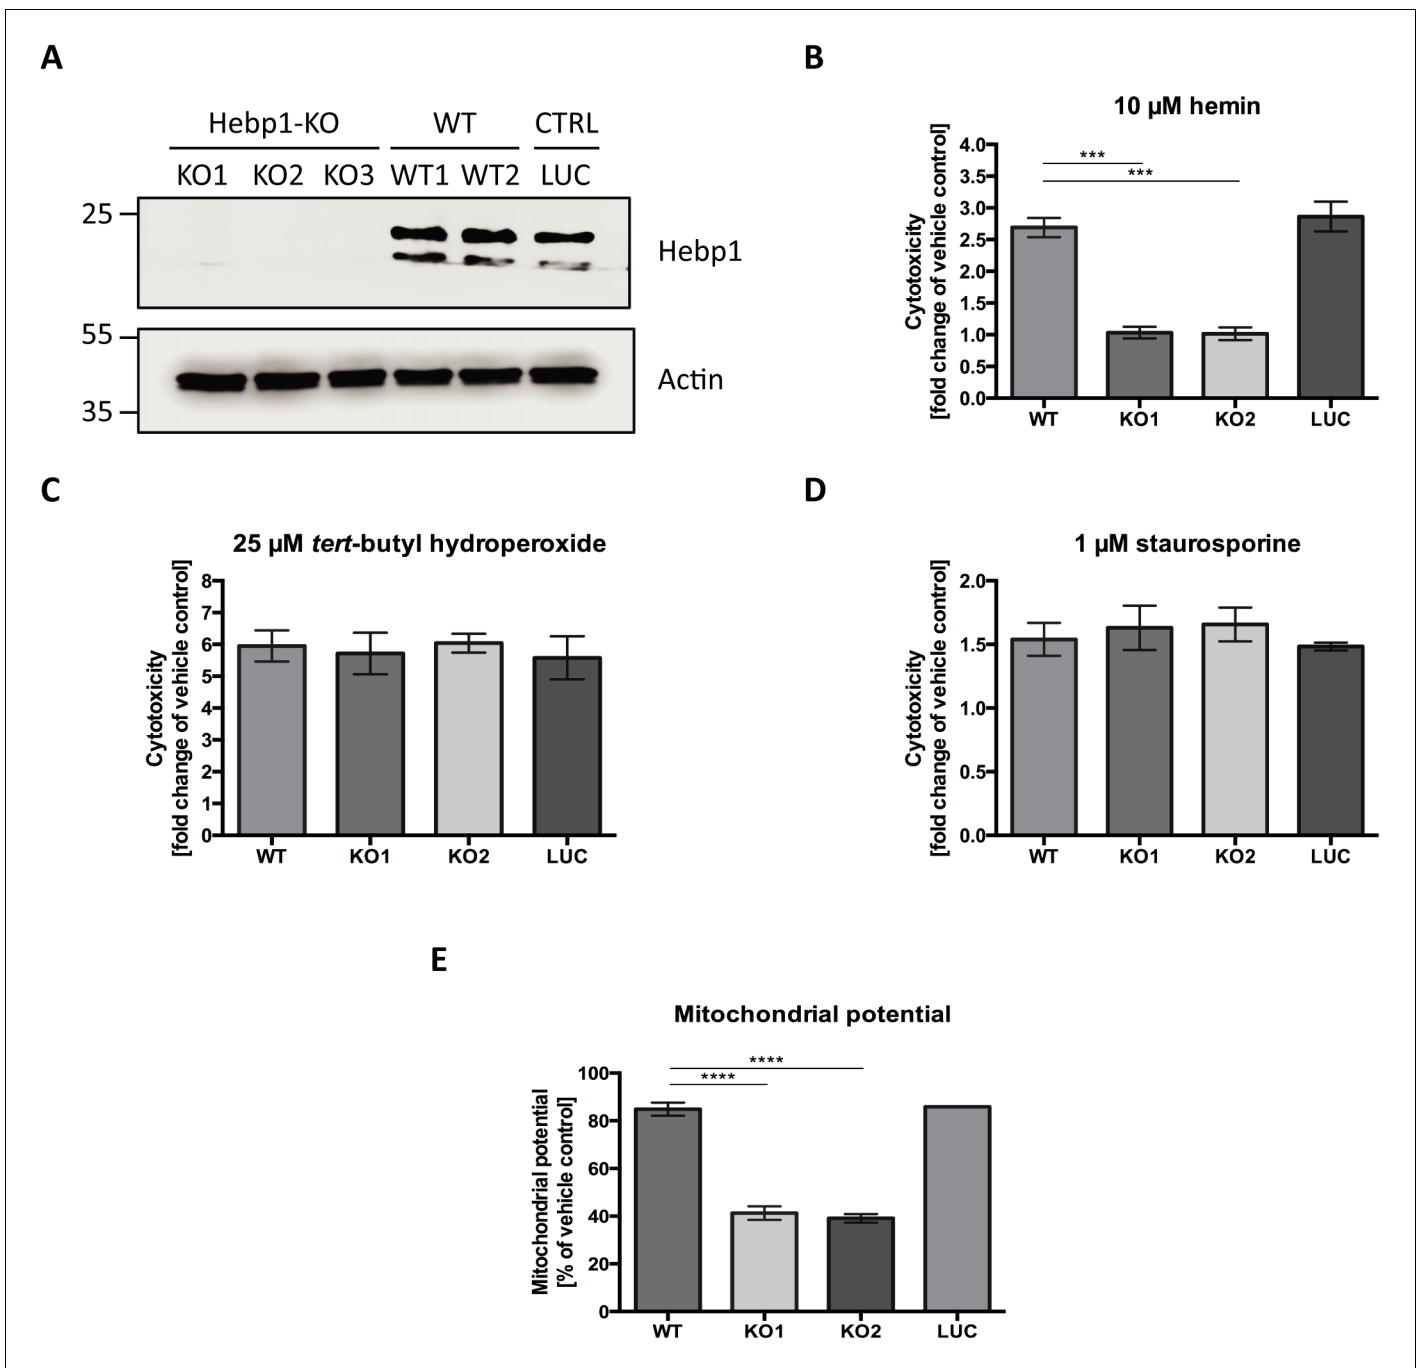 A
Hebp1-KO WT CTRL
KO1 KO2 KO3 WT1 WT2 LUC
25
Hebp1
55
Actin
35
B
10 µM hemin
Cytotoxicity
[fold change of vehicle control]
4.0
3.5
3.0
2.5
2.0
1.5
1.0
0.5
0.0
***
***
WT KO1 KO2 LUC
C
25 µM tert-butyl hydroperoxide
Cytotoxicity
[fold change of vehicle control]
8
7
6
5
4
3
2
1
0
WT KO1 KO2 LUC
D
1 µM staurosporine
Cytotoxicity
[fold change of vehicle control]
2.0
1.5
1.0
0.5
0.0
WT KO1 KO2 LUC
E
Mitochondrial potential
Mitochondrial potential
[% of vehicle control]
100
80
60
40
20
0
****
****
WT KO1 KO2 LUC